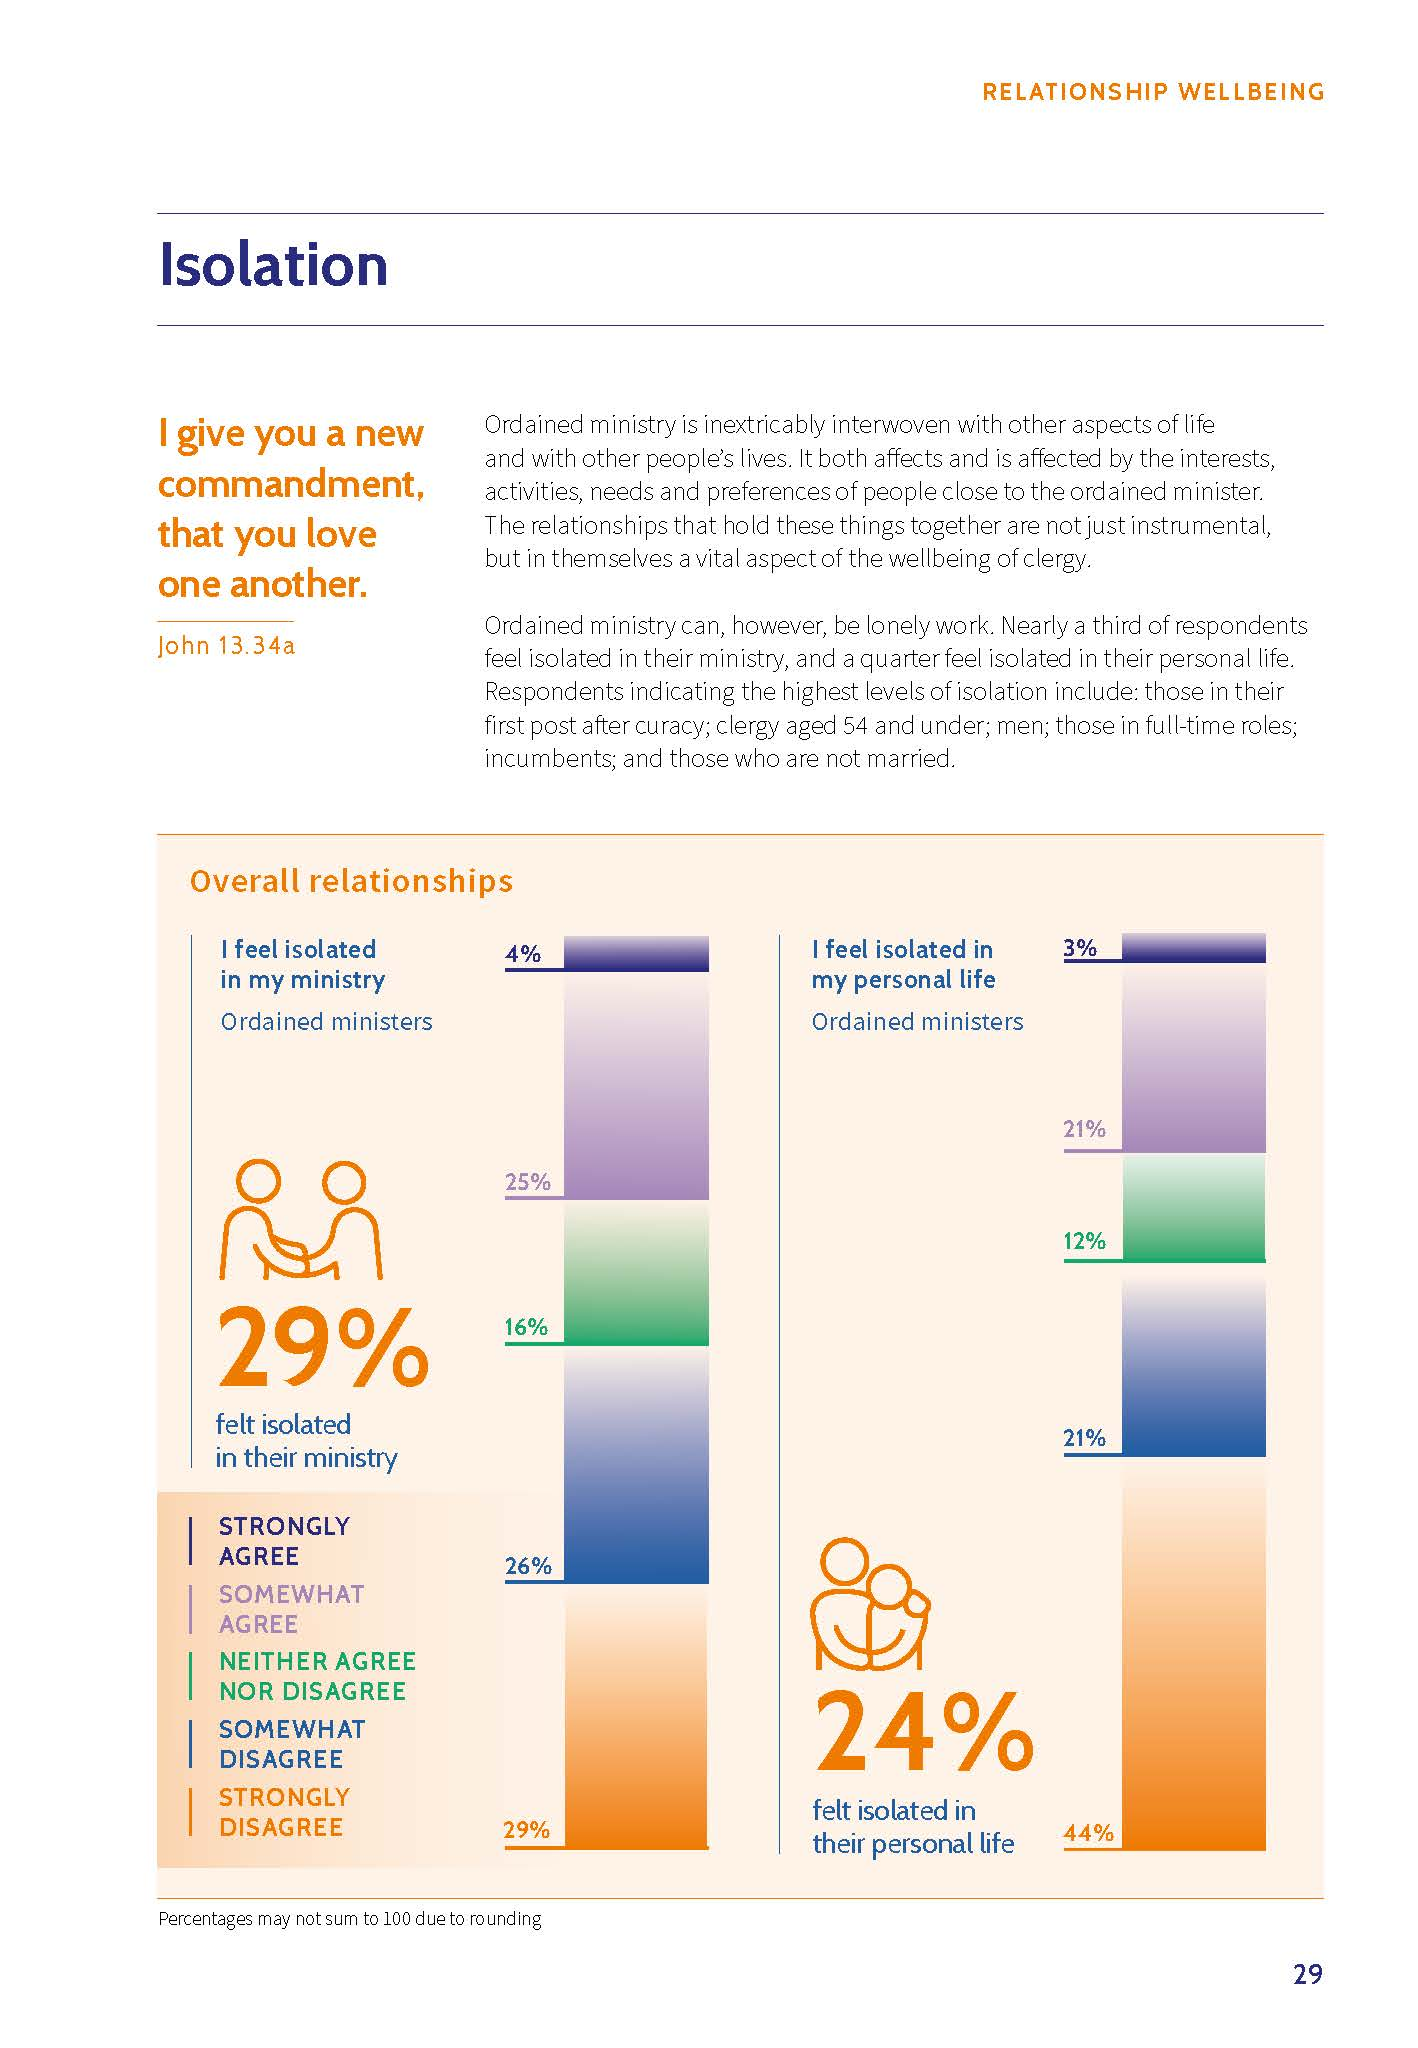 RELATIONSHIP WELLBEING
Isolation
I give you a new
commandment,
that you love
one another.
John 13.34a
Ordained ministry is inextricably interwoven with other aspects of life
and with other people’s lives. It both affects and is affected by the interests,
activities, needs and preferences of people close to the ordained minister.
The relationships that hold these things together are not just instrumental,
but in themselves a vital aspect of the wellbeing of clergy.
Ordained ministry can, however, be lonely work. Nearly a third of respondents
feel isolated in their ministry, and a quarter feel isolated in their personal life.
Respondents indicating the highest levels of isolation include: those in their
first post after curacy; clergy aged 54 and under; men; those in full-time roles;
incumbents; and those who are not married.
Overall relationships
I feel isolated
in my ministry
Ordained ministers
4%
25%
16%
26%
29%
29%
felt isolated
in their ministry
STRONGLY
AGREE
SOMEWHAT
AGREE
NEITHER AGREE
NOR DISAGREE
SOMEWHAT
DISAGREE
STRONGLY
DISAGREE
I feel isolated in
my personal life
Ordained ministers
3%
21%
12%
21%
44%
24%
felt isolated in
their personal life
Percentages may not sum to 100 due to rounding
29